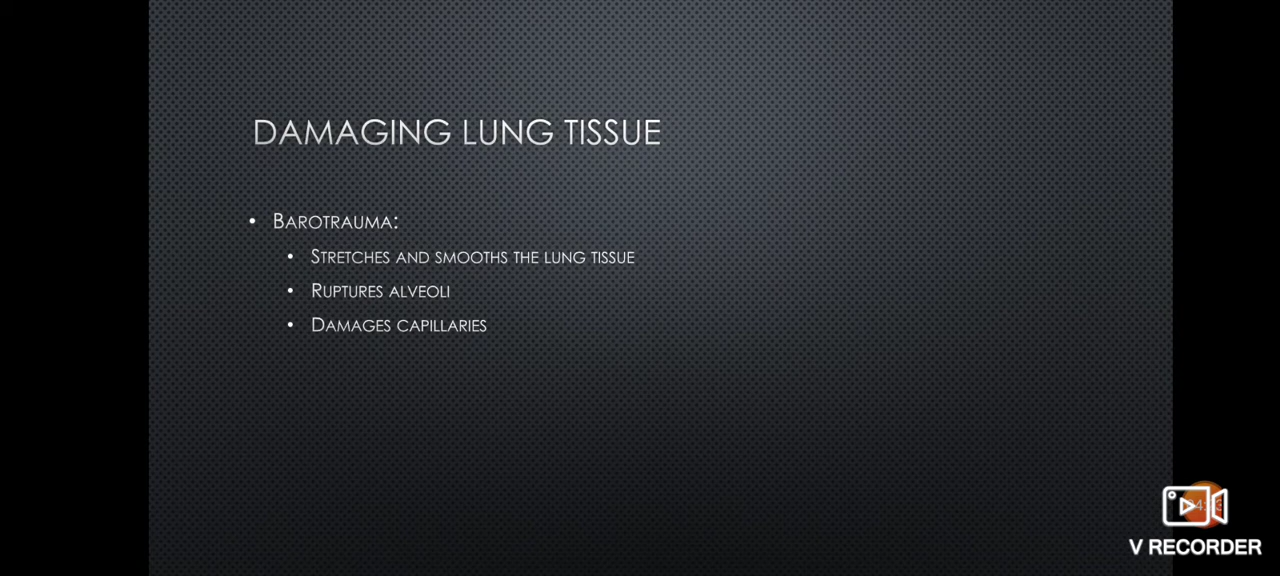 DAMAGING LUNG TISSUE
• BAROTRAUMA:
• STRETCHES AND SMOOTHS THE LUNG TISSUE
• RUPTURES ALVEOLI
• DAMAGES CAPILLARIES
V RECORDER